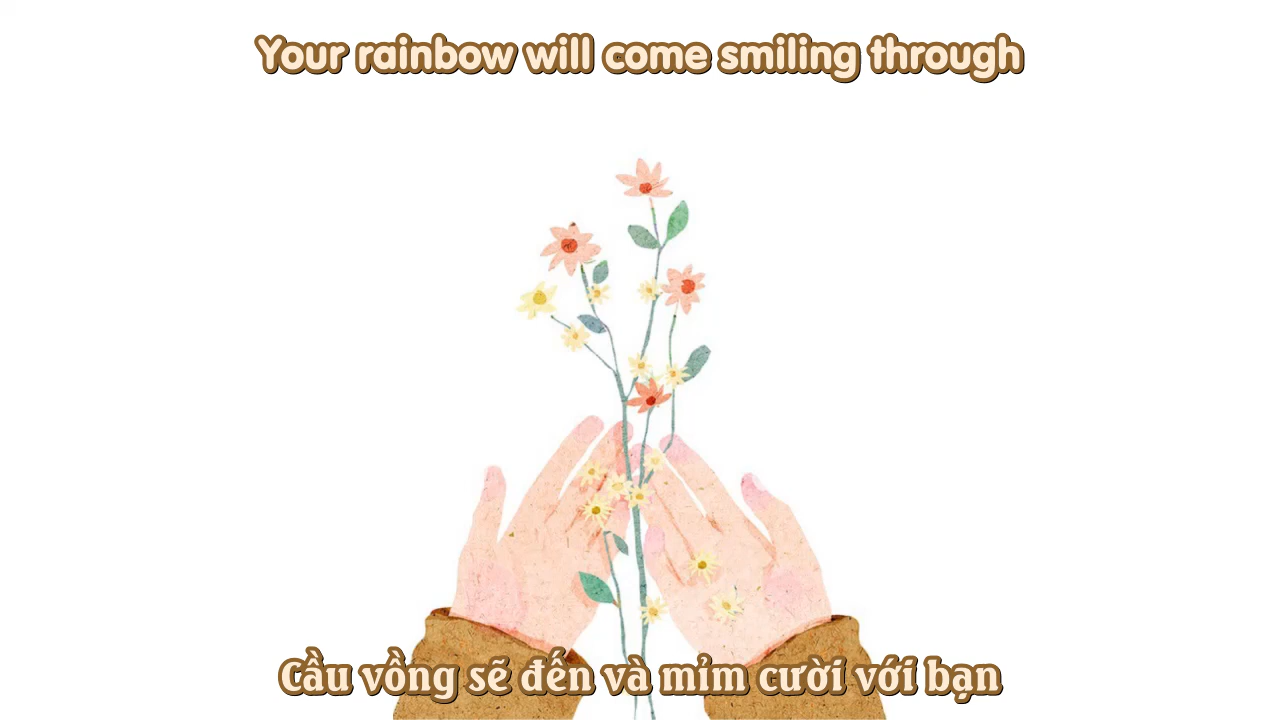 Your rainbow will come smiling through
Cầu vồng sẽ đến và mỉm cười với bạn